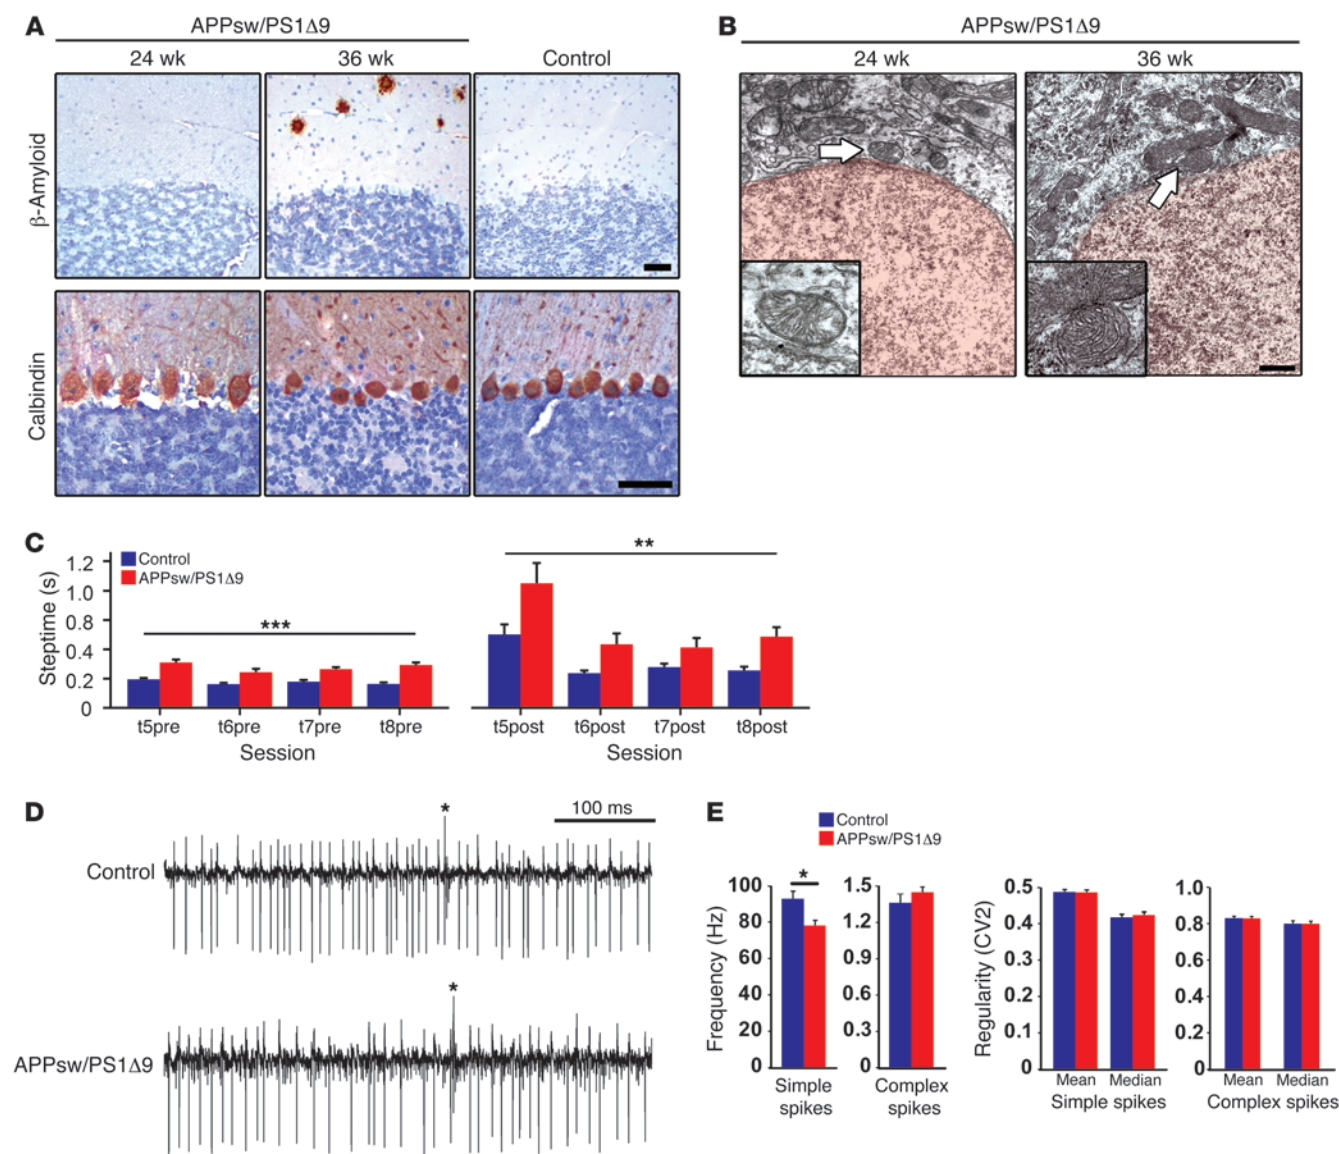 A
APPsw/PS1Δ9
24 wk
36 wk
Control
β-Amyloid
Calbindin
B
APPsw/PS1Δ9
24 wk
36 wk
C
Control
APPsw/PS1Δ9
Steptime (s)
1.2
1.0
0.8
0.4
0.2
0
***
**
t5pre
t6pre
t7pre
t8pre
Session
t5post
t6post
t7post
t8post
Session
D
100 ms
Control
*
APPsw/PS1Δ9
*
E
Control
APPsw/PS1Δ9
Frequency (Hz)
100
80
60
40
20
0
*
Simple
spikes
1.5
1.2
0.9
0.6
0.3
0
Complex
spikes
Regularity (CV2)
0.5
0.4
0.3
0.2
0.1
0
Mean
Median
Simple spikes
1.0
0.8
0.6
0.4
0.2
0
Mean
Median
Complex spikes